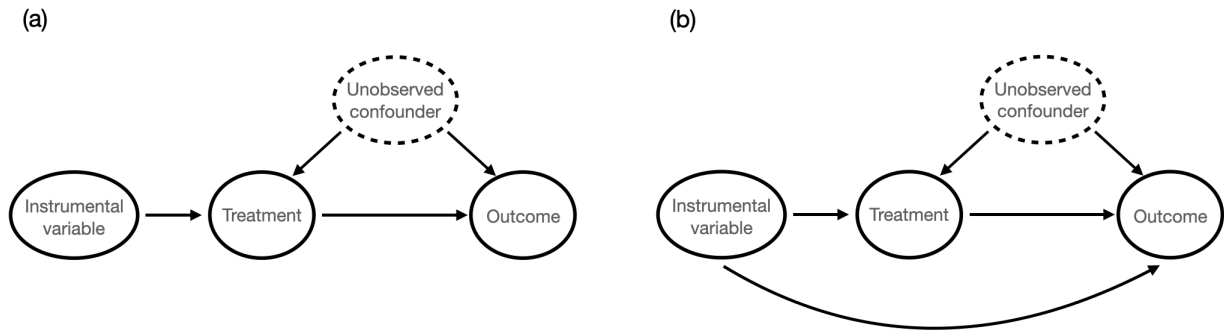 (a)
Unobserved
confounder
Instrumental
variable
Treatment
Outcome
(b)
Unobserved
confounder
Instrumental
variable
Treatment
Outcome